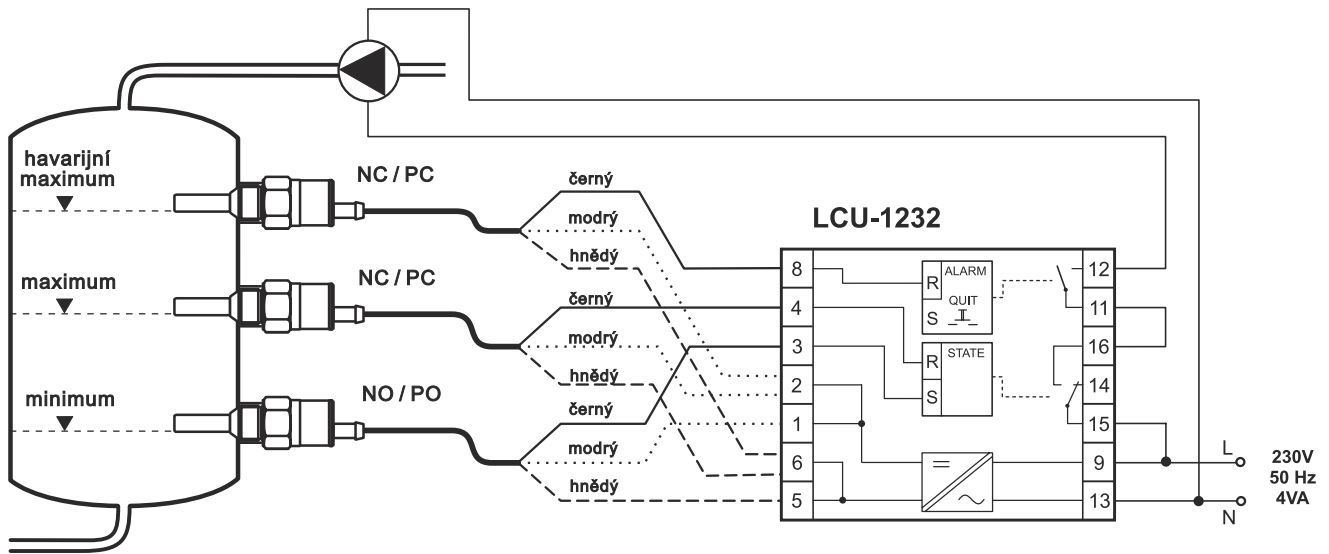 havarijní
maximum
NC / PC
černý
modrý
hnědý
maximum
NC / PC
černý
modrý
hnědý
minimum
NO / PO
černý
modrý
hnědý
LCU-1232
8
4
3
2
1
6
5
R
ALARM
QUIT
S
R
STATE
S
12
11
16
14
15
9
13
L
N
230V
50 Hz
4VA